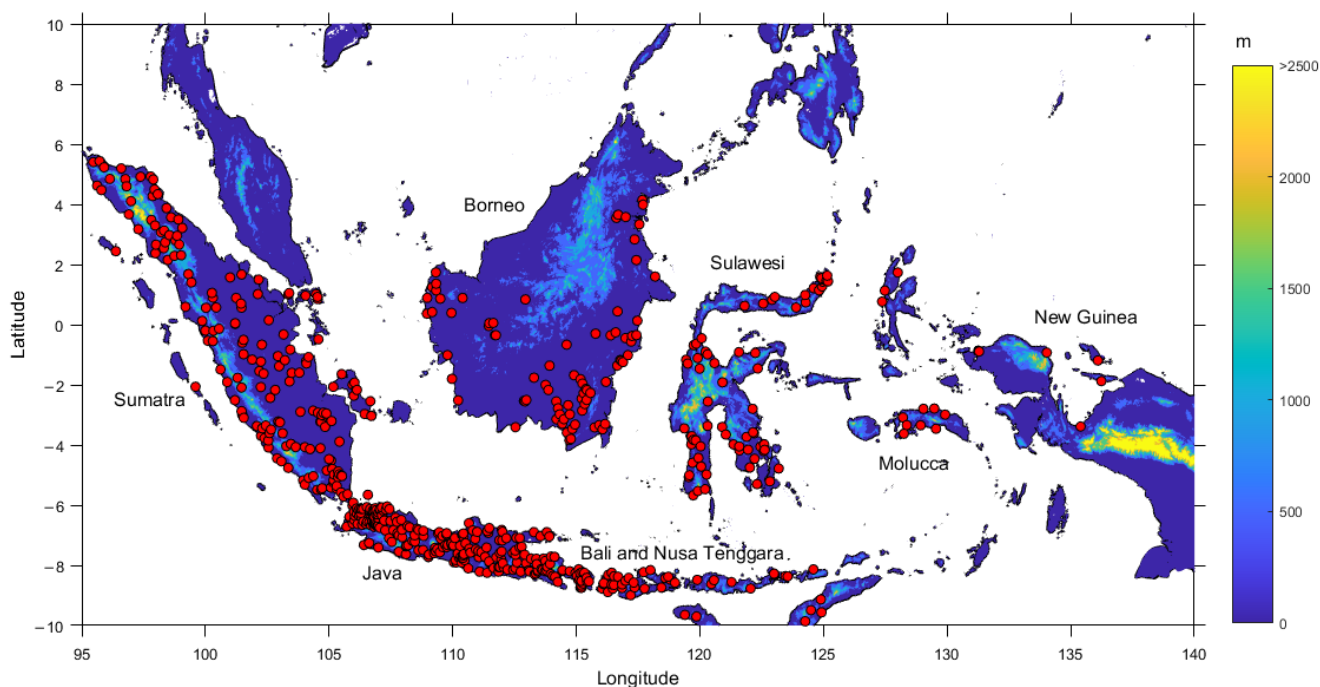 10
8
6
4
2
0
−2
−4
−6
−8
−10
Latitude
95
100
105
110
115
120
125
130
135
140
Longitude
Borneo
Sulawesi
New Guinea
Sumatra
Molucca
Bali and Nusa Tenggara
Java
m
>2500
2000
1500
1000
500
0